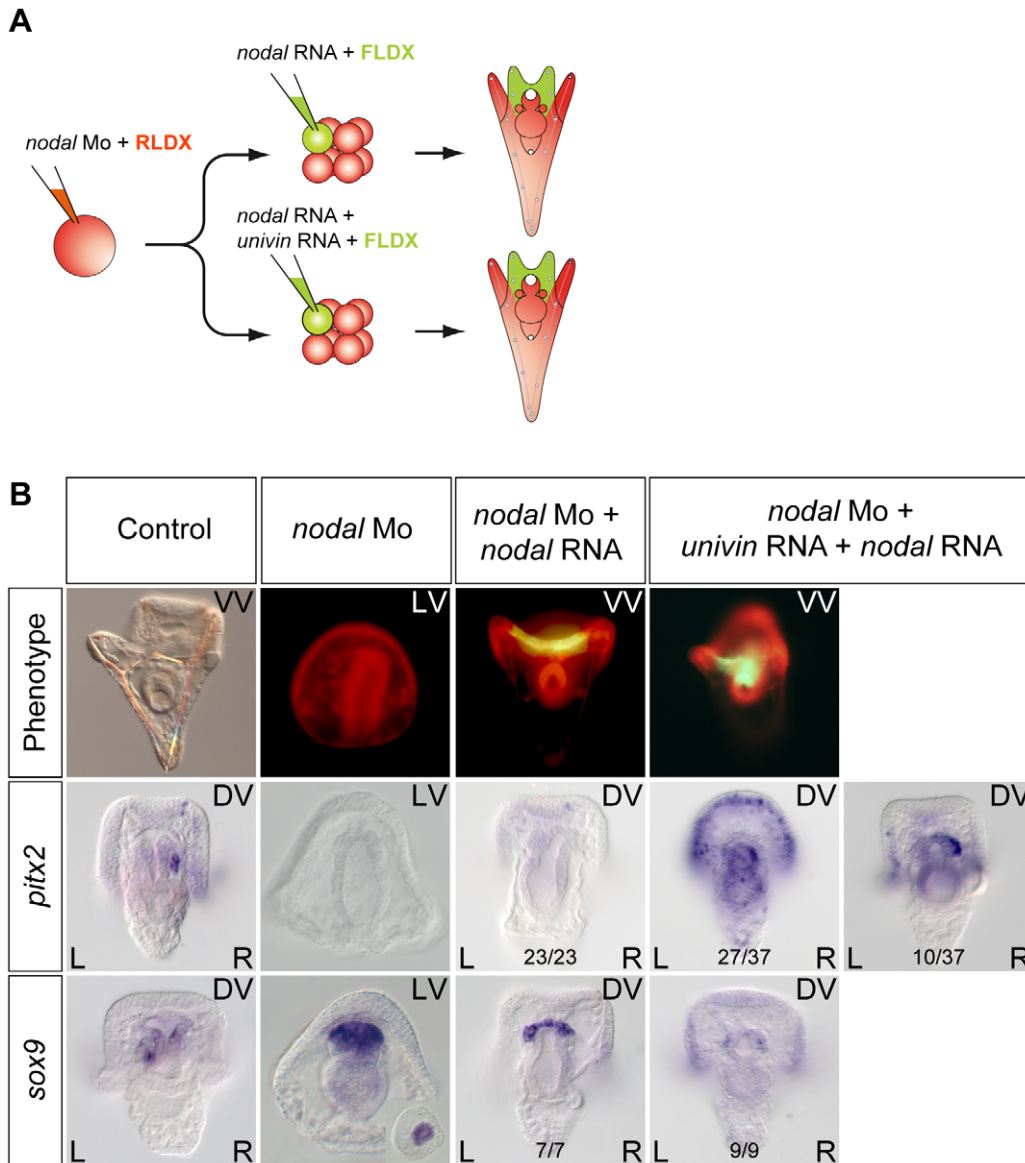 A
nodal RNA + FLDX
nodal Mo + RLDX
nodal RNA +
univin RNA + FLDX
B
Control
nodal Mo
nodal Mo +
nodal RNA
nodal Mo +
univin RNA + nodal RNA
Phenotype
VV
LV
VV
VV
pitx2
DV
L
R
LV
DV
23/23
R
DV
L
27/37
R
DV
10/37
sox9
DV
L
R
LV
DV
7/7
R
DV
L
9/9
R